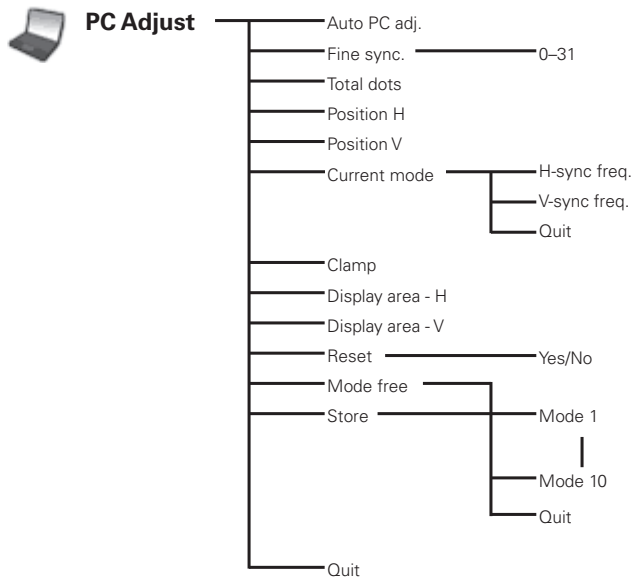 PC Adjust
Auto PC adj.
Fine sync.
0–31
Total dots
Position H
Position V
Current mode
H-sync freq.
V-sync freq.
Quit
Clamp
Display area - H
Display area - V
Reset
Yes/No
Mode free
Store
Mode 1
Mode 10
Quit
Quit